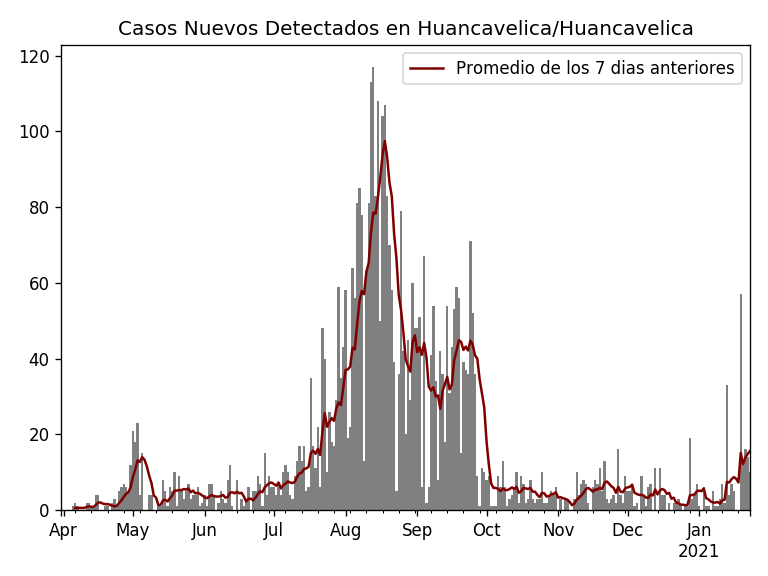 Casos Nuevos Detectados en Huancavelica/Huancavelica
Promedio de los 7 dias anteriores
120
100
80
60
40
20
0
Apr May Jun Jul Aug Sep Oct Nov Dec Jan
2021